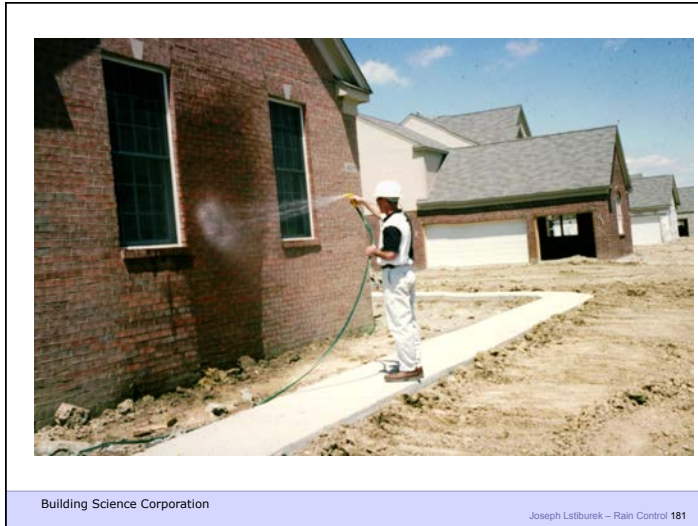 Building Science Corporation
Joseph Lstiburek – Rain Control 181